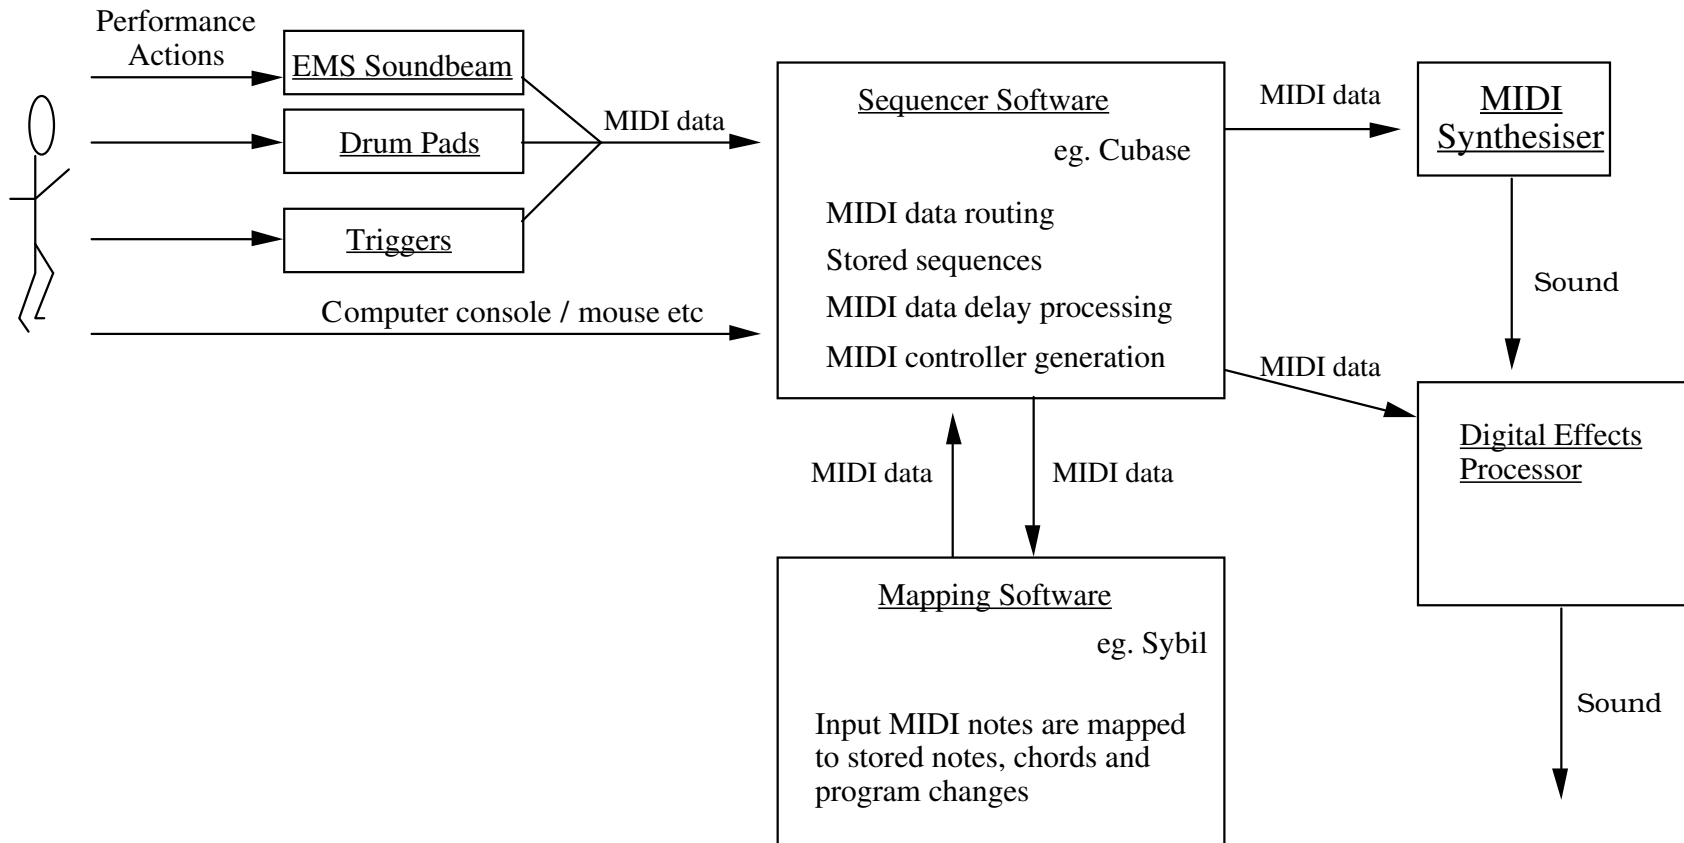 Performance
Actions
EMS Soundbeam
Drum Pads
Triggers
MIDI data
Computer console / mouse etc
Sequencer Software
eg. Cubase
MIDI data routing
Stored sequences
MIDI data delay processing
MIDI controller generation
MIDI data
MIDI
Synthesiser
Sound
MIDI data
Digital Effects
Processor
Sound
MIDI data
MIDI data
Mapping Software
eg. Sybil
Input MIDI notes are mapped
to stored notes, chords and
program changes